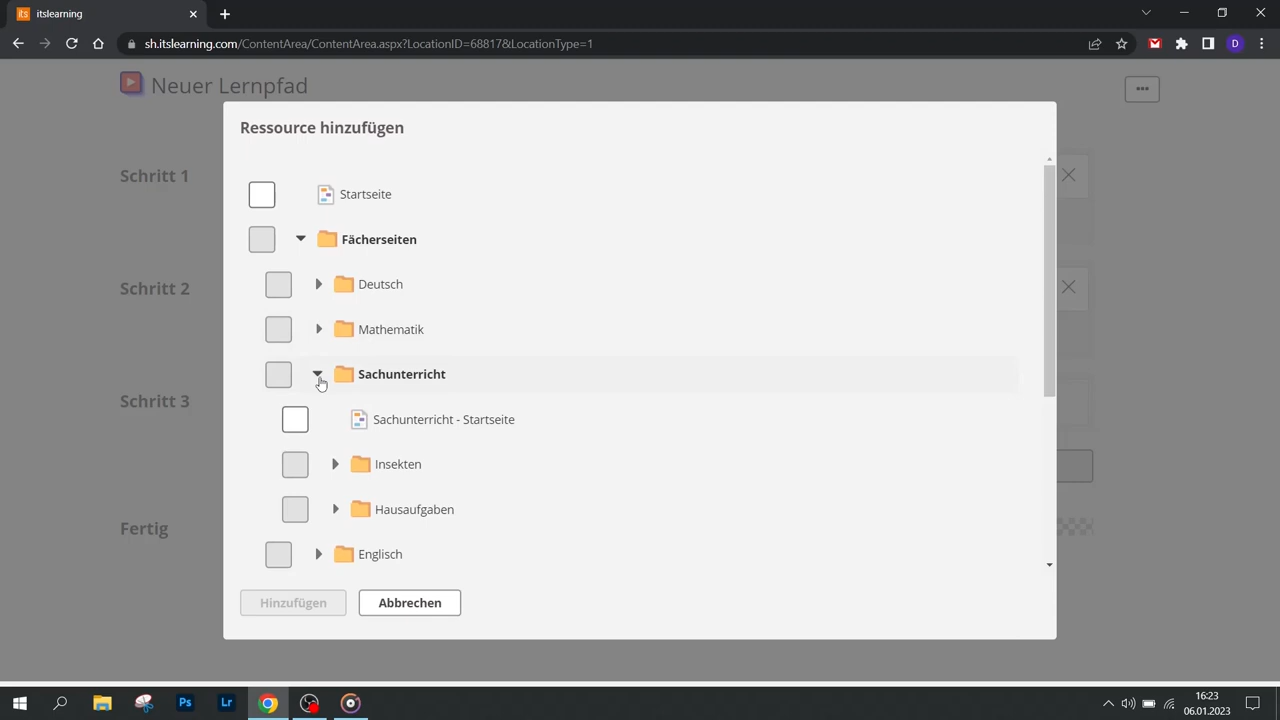 itslearning
sh.itslearning.com/ContentArea/ContentArea.aspx?LocationID=68817&LocationType=1
D
Neuer Lernpfad
Ressource hinzufügen
Schritt 1
Startseite
Fächerseiten
Deutsch
Schritt 2
Mathematik
Sachunterricht
Schritt 3
Sachunterricht - Startseite
Insekten
Hausaufgaben
Fertig
Englisch
Hinzufügen
Abbrechen
Ps
Lr
16:23
06.01.2023